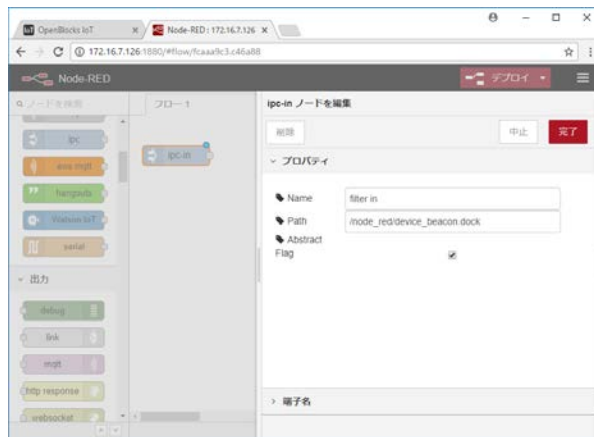 OpenBlocks IoT
Node-RED : 172.16.7.126
172.16.7.126:1880/#flow/fcaaa9c3.c46a88
Node-RED
デプロイ
ノードを検索
フロー 1
ipc-in ノードを編集
ipc
削除
中止
完了
aws mqtt
ipc-in
プロパティ
hangouts
Name
filter in
Watson IoT
Path
/node_red/device_beacon.dock
serial
Abstract
Flag
出力
debug
link
mqtt
http response
端子名
websocket